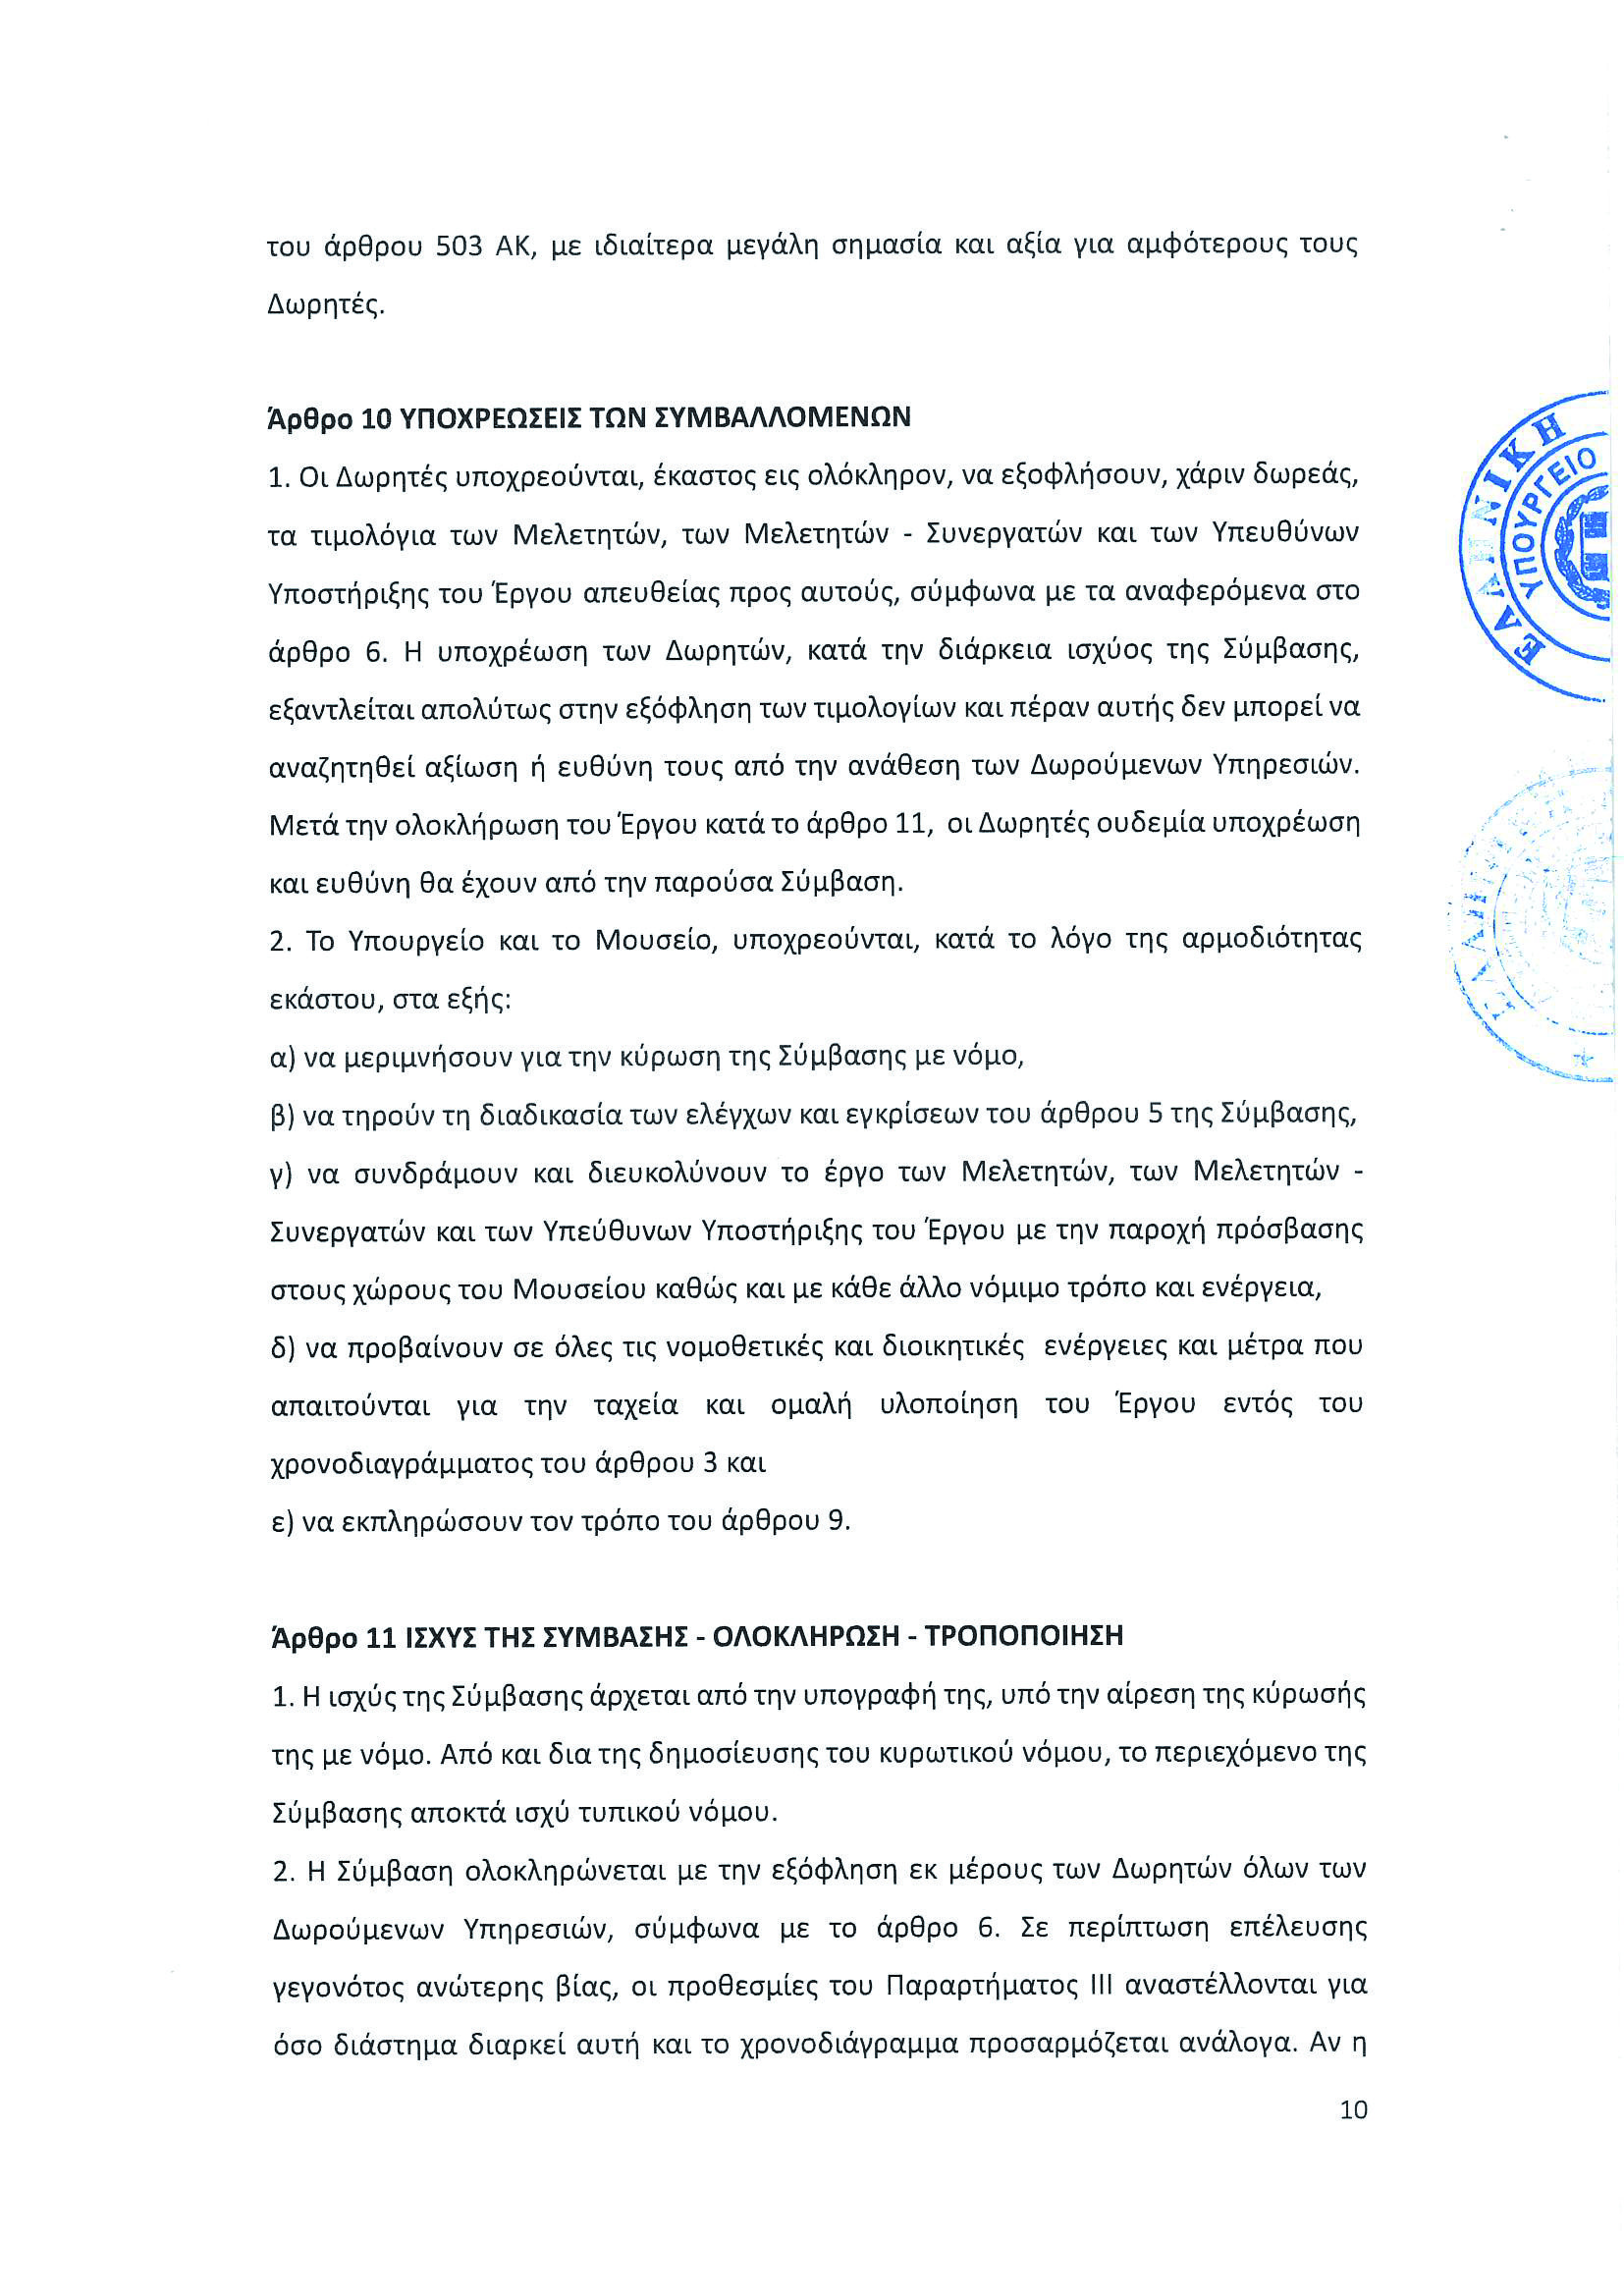 του άρθρου 503 ΑΚ, με ιδιαίτερα μεγάλη σημασία και αξία για αμφότερους τους
Δωρητές.
Άρθρο 10 ΥΠΟΧΡΕΩΣΕΙΣ ΤΩΝ ΣΥΜΒΑΛΛΟΜΕΝΩΝ
1. Οι Δωρητές υποχρεούνται, έκαστος εις ολόκληρον, να εξοφλήσουν, χάριν δωρεάς,
τα τιμολόγια των Μελετητών, των Μελετητών - Συνεργατών και των Υπευθύνων
Υποστήριξης του Έργου απευθείας προς αυτούς, σύμφωνα με τα αναφερόμενα στο
άρθρο 6. Η υποχρέωση των Δωρητών, κατά την διάρκεια ισχύος της Σύμβασης,
εξαντλείται απολύτως στην εξόφληση των τιμολογίων και πέραν αυτής δεν μπορεί να
αναζητηθεί αξίωση ή ευθύνη τους από την ανάθεση των Δωρούμενων Υπηρεσιών.
Μετά την ολοκλήρωση του Έργου κατά το άρθρο 11, οι Δωρητές ουδεμία υποχρέωση
και ευθύνη θα έχουν από την παρούσα Σύμβαση.
2. Το Υπουργείο και το Μουσείο, υποχρεούνται, κατά το λόγο της αρμοδιότητας
εκάστου, στα εξής:
α) να μεριμνήσουν για την κύρωση της Σύμβασης με νόμο,
β) να τηρούν τη διαδικασία των ελέγχων και εγκρίσεων του άρθρου 5 της Σύμβασης,
γ) να συνδράμουν και διευκολύνουν το έργο των Μελετητών, των Μελετητών -
Συνεργατών και των Υπεύθυνων Υποστήριξης του Έργου με την παροχή πρόσβασης
στους χώρους του Μουσείου καθώς και με κάθε άλλο νόμιμο τρόπο και ενέργεια,
δ) να προβαίνουν σε όλες τις νομοθετικές και διοικητικές ενέργειες και μέτρα που
απαιτούνται για την ταχεία και ομαλή υλοποίηση του Έργου εντός του
χρονοδιαγράμματος του άρθρου 3 και
ε) να εκπληρώσουν τον τρόπο του άρθρου 9.
Άρθρο 11 ΙΣΧΥΣ ΤΗΣ ΣΥΜΒΑΣΗΣ - ΟΛΟΚΛΗΡΩΣΗ - ΤΡΟΠΟΠΟΙΗΣΗ
1. Η ισχύς της Σύμβασης άρχεται από την υπογραφή της, υπό την αίρεση της κύρωσής
της με νόμο. Από και δια της δημοσίευσης του κυρωτικού νόμου, το περιεχόμενο της
Σύμβασης αποκτά ισχύ τυπικού νόμου.
2. Η Σύμβαση ολοκληρώνεται με την εξόφληση εκ μέρους των Δωρητών όλων των
Δωρούμενων Υπηρεσιών, σύμφωνα με το άρθρο 6. Σε περίπτωση επέλευσης
γεγονότος ανώτερης βίας, οι προθεσμίες του Παραρτήματος III αναστέλλονται για
όσο διάστημα διαρκεί αυτή και το χρονοδιάγραμμα προσαρμόζεται ανάλογα. Αν η
10
ΕΛΛΗΝΙΚΗ
ΥΠΟΥΡΓΕΙΟ